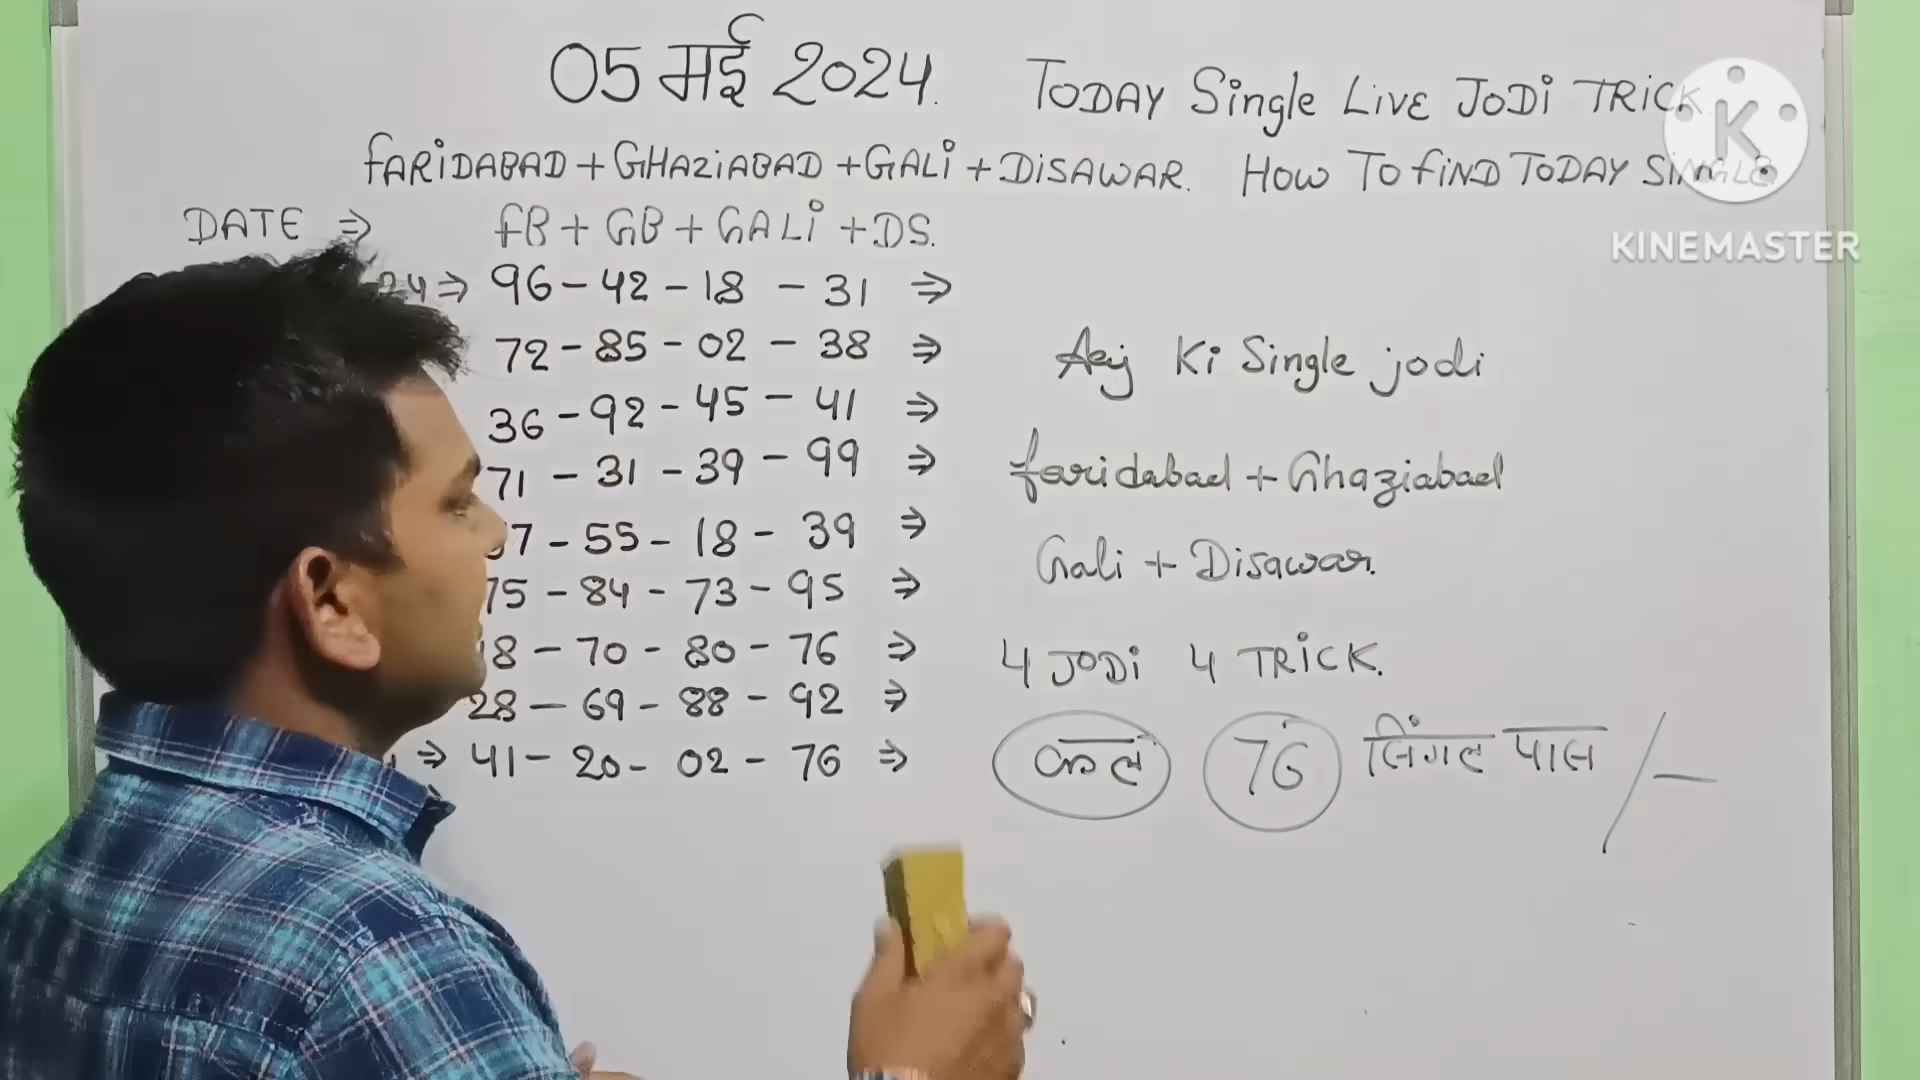 05 मई 2024. TODAY Single LIVE JODI TRICK
FARIDABAD + GHAZIABAD + GALI + DISAWAR. HOW TO FIND TODAY SINGLE
K
KINEMASTER
DATE ⇒ FB + GB + GALI + DS.
24 ⇒ 96 - 42 - 18 - 31 ⇒
72 - 85 - 02 - 38 ⇒
36 - 92 - 45 - 41 ⇒
71 - 31 - 39 - 99 ⇒
7 - 55 - 18 - 39 ⇒
75 - 84 - 73 - 95 ⇒
18 - 70 - 80 - 76 ⇒
28 - 69 - 88 - 92 ⇒
⇒ 41 - 20 - 02 - 76 ⇒
Aaj Ki Single jodi
faridabad + Ghaziabad
Gali + Disawar.
4 JODI 4 TRICK.
कल 76 सिंगल पास /-